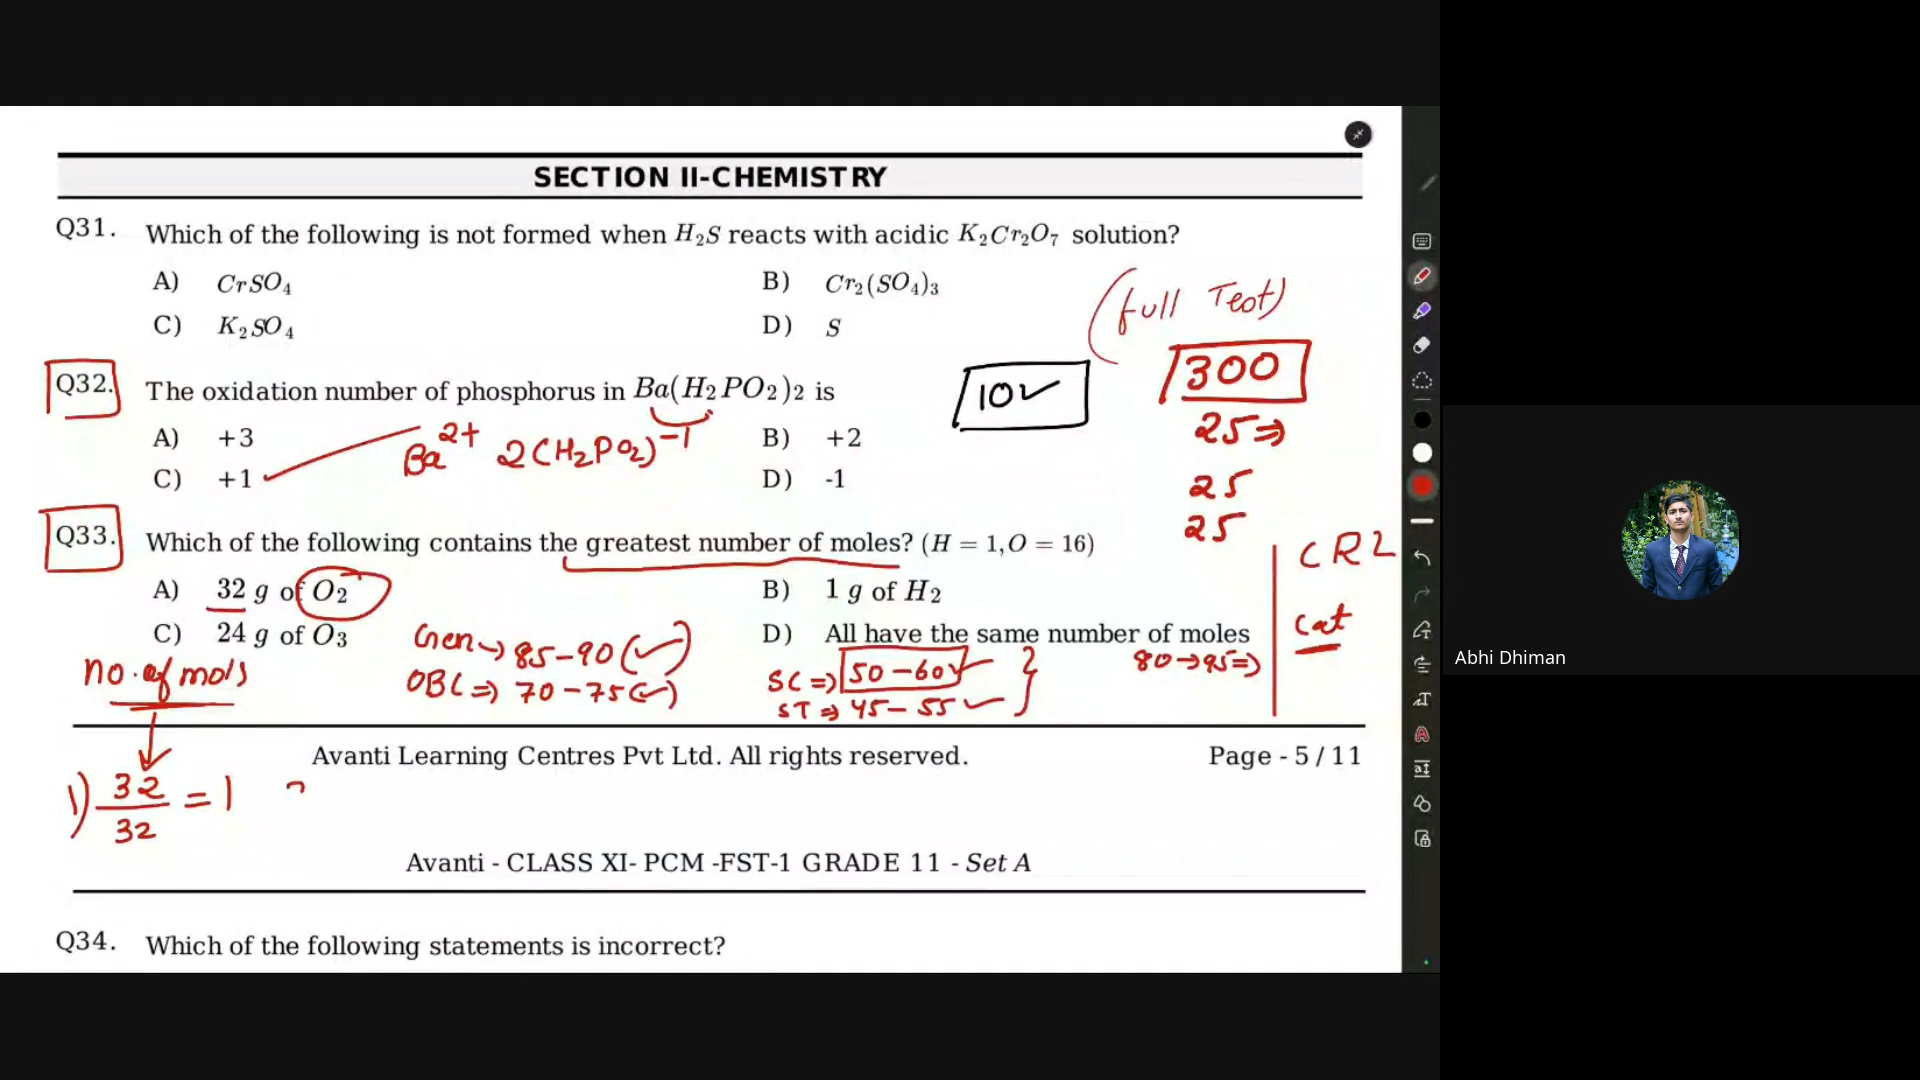 SECTION II-CHEMISTRY
Q31. Which of the following is not formed when H₂S reacts with acidic K₂Cr₂O₇ solution?
A) CrSO₄ B) Cr₂(SO₄)₃
C) K₂SO₄ D) S
(full Test)
300
25⇒
25
25
10✓
Q32. The oxidation number of phosphorus in Ba(H₂PO₂)₂ is
A) +3 B) +2
Ba²⁺ 2(H₂PO₂)⁻¹
C) +1 D) -1
Q33. Which of the following contains the greatest number of moles? (H = 1, O = 16)
A) 32 g of O₂ B) 1 g of H₂
C) 24 g of O₃ D) All have the same number of moles
Gen → 85-90 (✓)
OBC ⇒ 70-75 (✓)
SC ⇒ 50-60 ✓
ST ⇒ 45-55 ✓
80→95⇒
CRL
Cat
no. of mols
1) 32/32 = 1 2
Avanti Learning Centres Pvt Ltd. All rights reserved. Page - 5 / 11
Avanti - CLASS XI- PCM -FST-1 GRADE 11 - Set A
Q34. Which of the following statements is incorrect?
Abhi Dhiman